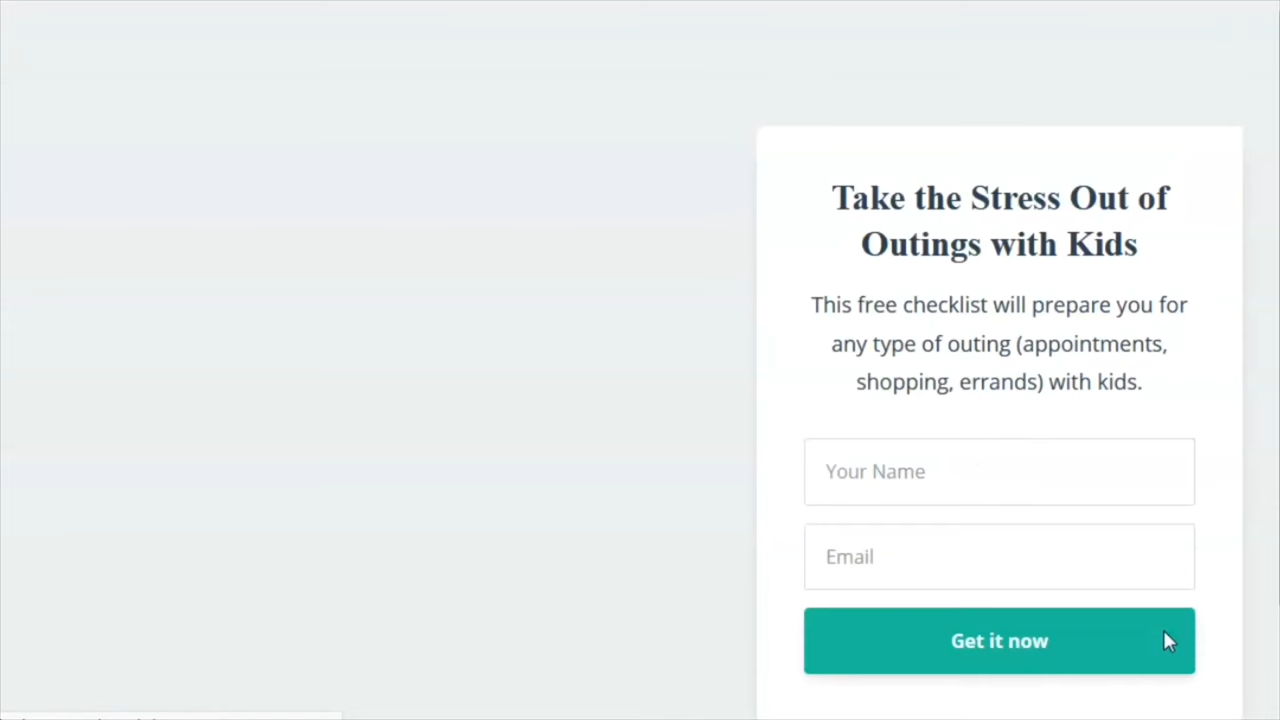 Take the Stress Out of
Outings with Kids
This free checklist will prepare you for
any type of outing (appointments,
shopping, errands) with kids.
Your Name
Email
Get it now